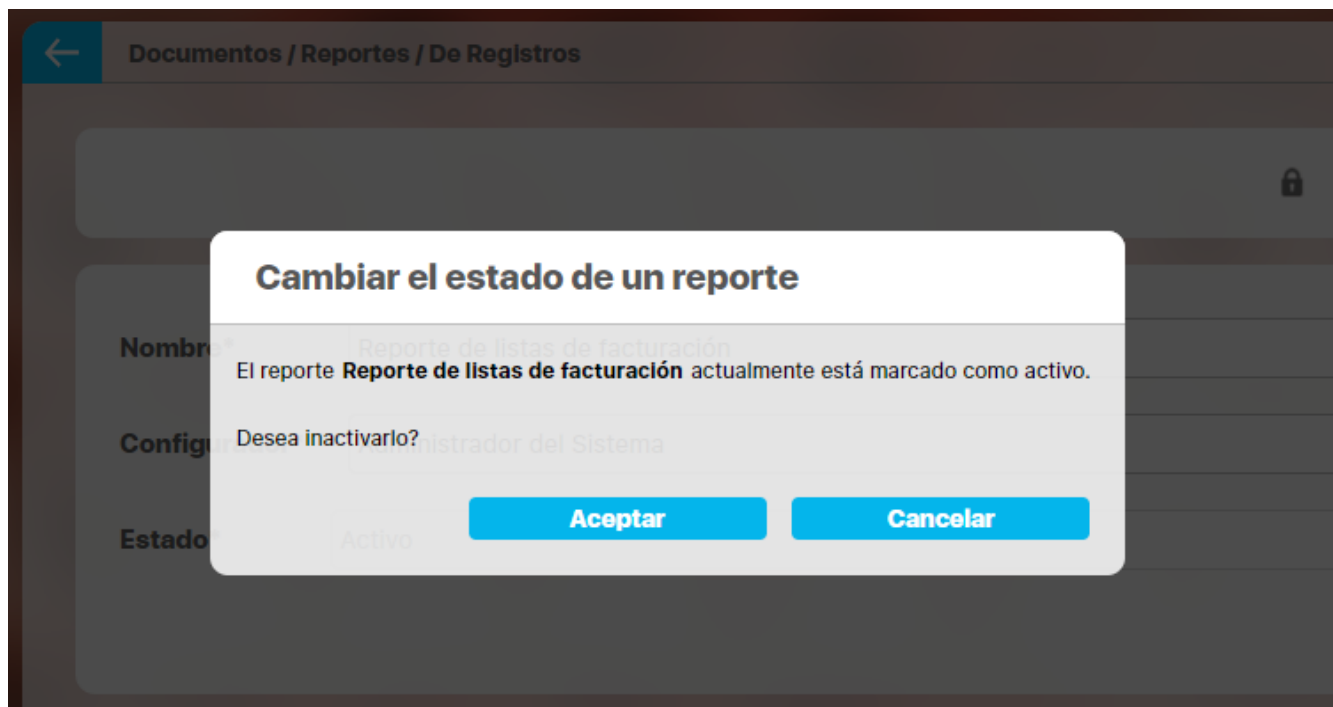 Documentos / Reportes / De Registros
Cambiar el estado de un reporte
Nombre*
Reporte de listas de facturación
El reporte Reporte de listas de facturación actualmente está marcado como activo.
Configurador
Administrador del Sistema
Desea inactivarlo?
Aceptar
Cancelar
Estado*
Activo